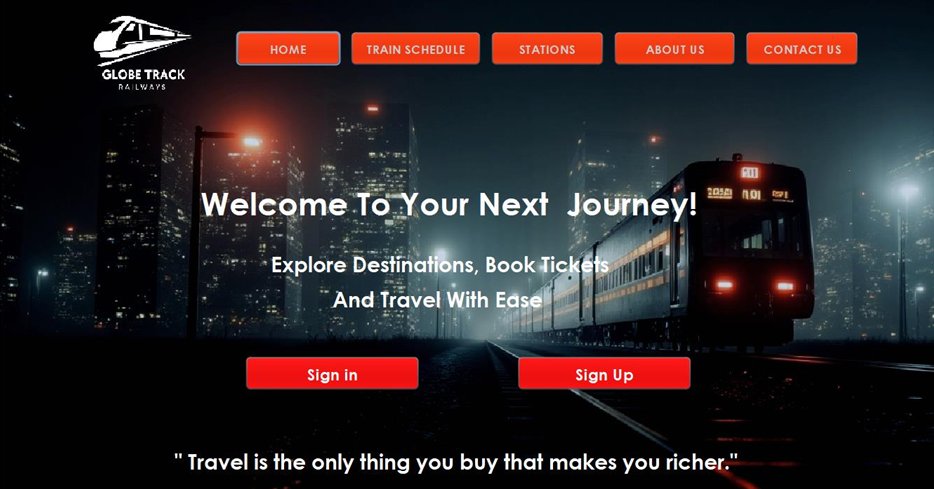 GLOBE TRACK
RAILWAYS
HOME
TRAIN SCHEDULE
STATIONS
ABOUT US
CONTACT US
Welcome To Your Next Journey!
Explore Destinations, Book Tickets
And Travel With Ease
Sign in
Sign Up
" Travel is the only thing you buy that makes you richer."